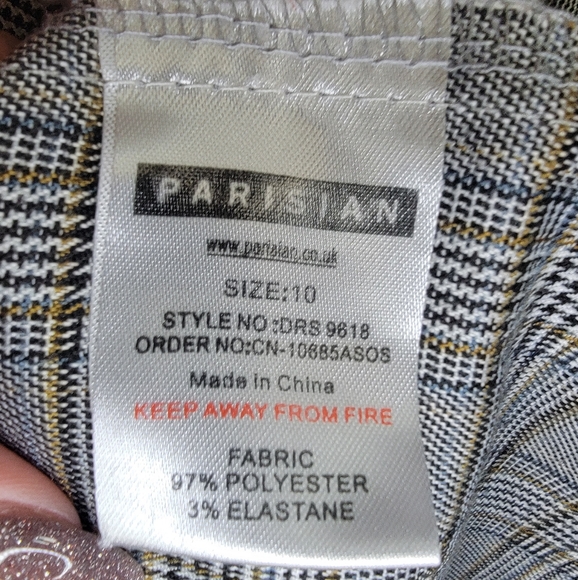 PARISIAN
www.parisian.co.uk
SIZE:10
STYLE NO :DRS 9618
ORDER NO:CN-10685ASOS
Made in China
KEEP AWAY FROM FIRE
FABRIC
97% POLYESTER
3% ELASTANE